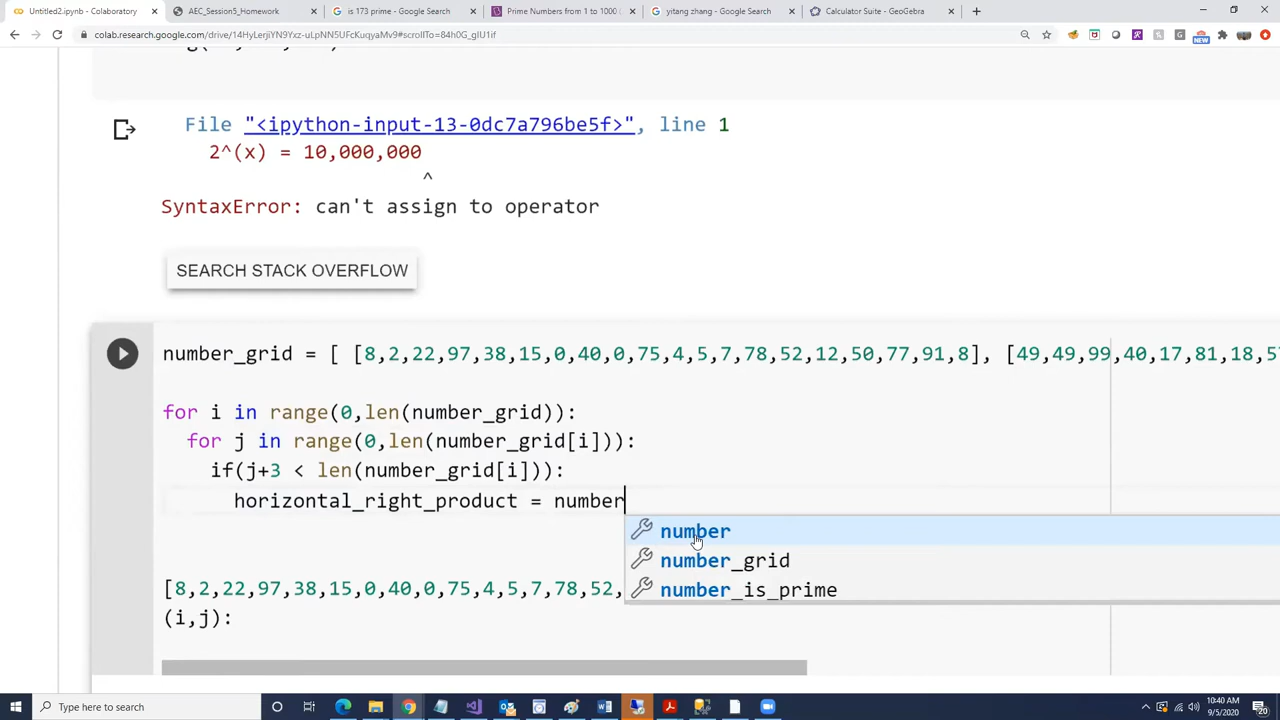 Untitled2.ipynb - Colaboratory
AEC_Session5_Homework
is 173 prime - Google Search
Prime Numbers from 1 to 1000 (
yitang zhang - Google Search
Calculator Suite - GeoGebra
colab.research.google.com/drive/14HyLerjiYN9Yxz-uLpNN5UFcKuqyaMv9#scrollTo=84h0G_glU1if
File "<ipython-input-13-0dc7a796be5f>", line 1
2^(x) = 10,000,000
^
SyntaxError: can't assign to operator
SEARCH STACK OVERFLOW
number_grid = [ [8,2,22,97,38,15,0,40,0,75,4,5,7,78,52,12,50,77,91,8], [49,49,99,40,17,81,18,57
for i in range(0,len(number_grid)):
for j in range(0,len(number_grid[i])):
if(j+3 < len(number_grid[i])):
horizontal_right_product = number
number
number_grid
number_is_prime
[8,2,22,97,38,15,0,40,0,75,4,5,7,78,52,
(i,j):
Type here to search
10:40 AM
9/5/2020
20